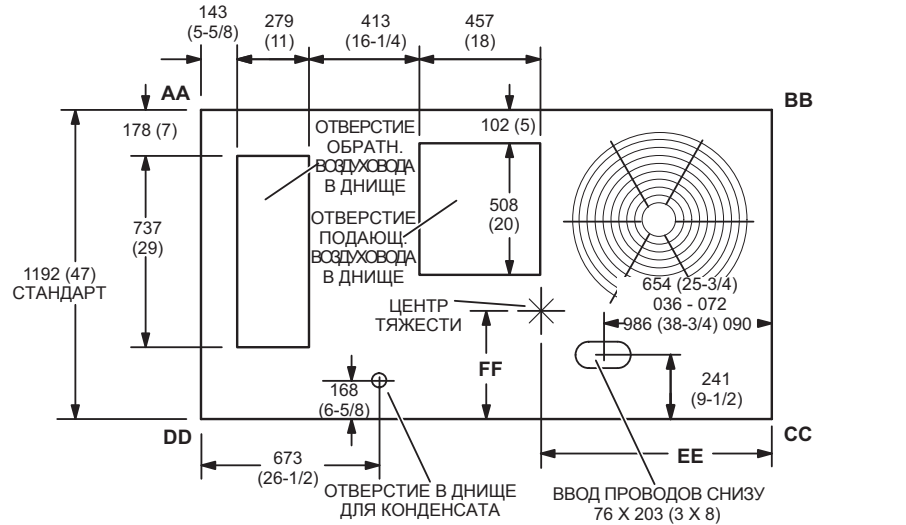 143
(5-5/8)
279
(11)
413
(16-1/4)
457
(18)
AA
BB
178 (7)
102 (5)
ОТВЕРСТИЕ
ОБРАТН.
ВОЗДУХОВОДА
В ДНИЩЕ
737
(29)
508
(20)
ОТВЕРСТИЕ
ПОДАЮЩ.
ВОЗДУХОВОДА
В ДНИЩЕ
1192 (47)
СТАНДАРТ
654 (25-3/4)
036 - 072
986 (38-3/4) 090
ЦЕНТР
ТЯЖЕСТИ
FF
168
(6-5/8)
241
(9-1/2)
DD
CC
673
(26-1/2)
EE
ОТВЕРСТИЕ В ДНИЩЕ
ДЛЯ КОНДЕНСАТА
ВВОД ПРОВОДОВ СНИЗУ
76 X 203 (3 X 8)